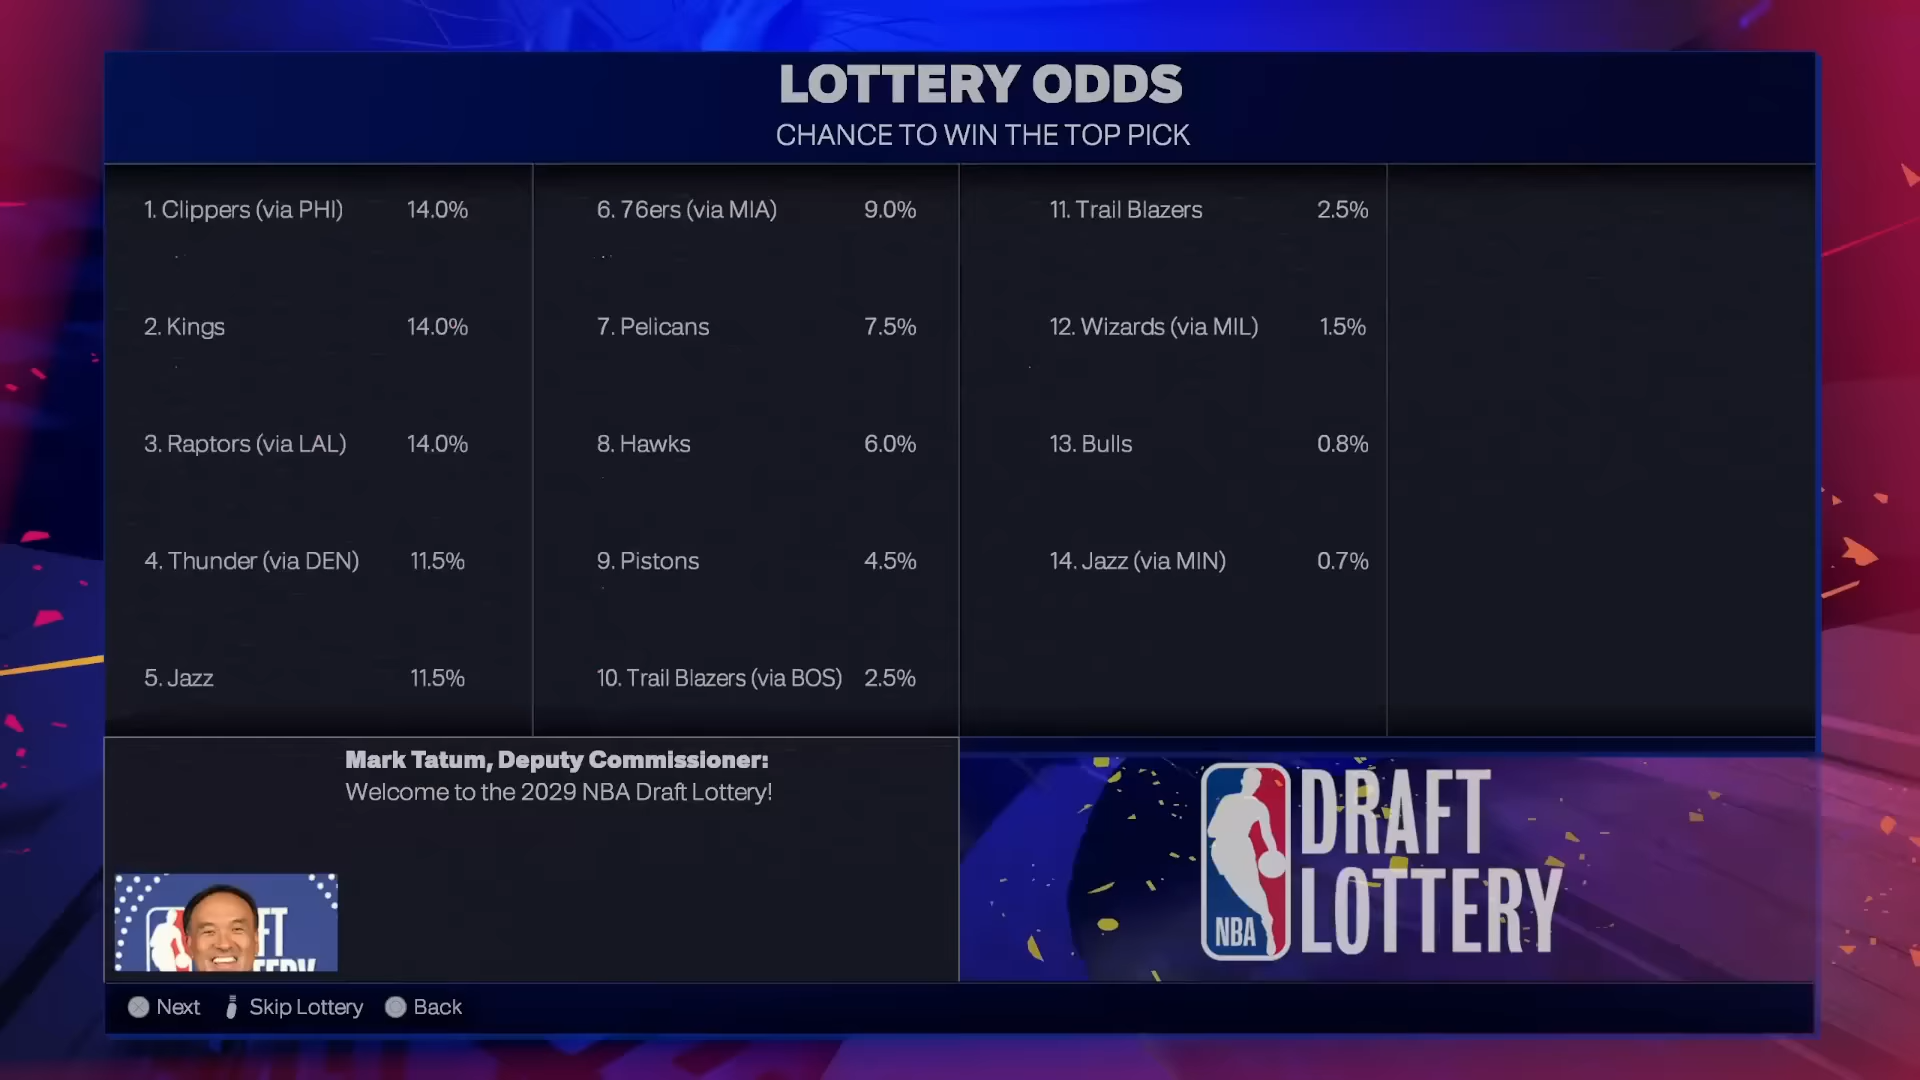 LOTTERY ODDS
CHANCE TO WIN THE TOP PICK
1. Clippers (via PHI) 14.0%
2. Kings 14.0%
3. Raptors (via LAL) 14.0%
4. Thunder (via DEN) 11.5%
5. Jazz 11.5%
6. 76ers (via MIA) 9.0%
7. Pelicans 7.5%
8. Hawks 6.0%
9. Pistons 4.5%
10. Trail Blazers (via BOS) 2.5%
11. Trail Blazers 2.5%
12. Wizards (via MIL) 1.5%
13. Bulls 0.8%
14. Jazz (via MIN) 0.7%
Mark Tatum, Deputy Commissioner:
Welcome to the 2029 NBA Draft Lottery!
NBA
DRAFT
LOTTERY
Next Skip Lottery Back